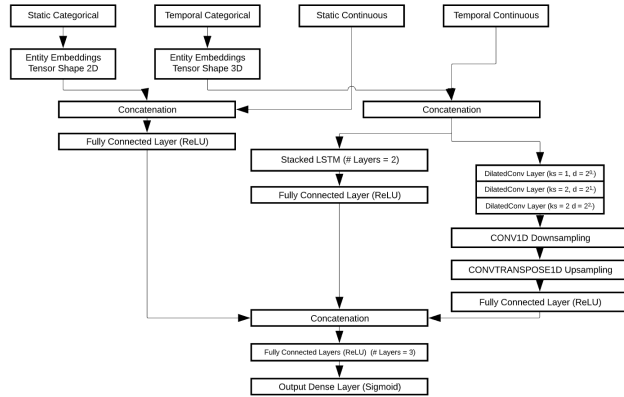 Static Categorical
Temporal Categorical
Static Continuous
Temporal Continuous
Entity Embeddings
Tensor Shape 2D
Entity Embeddings
Tensor Shape 3D
Concatenation
Concatenation
Fully Connected Layer (ReLU)
Stacked LSTM (# Layers = 2)
Fully Connected Layer (ReLU)
DilatedConv Layer (ks = 1, d = 2⁰)
DilatedConv Layer (ks = 2, d = 2¹)
DilatedConv Layer (ks = 2 d = 2²)
CONV1D Downsampling
CONVTRANSPOSE1D Upsampling
Fully Connected Layer (ReLU)
Concatenation
Fully Connected Layers (ReLU) (# Layers = 3)
Output Dense Layer (Sigmoid)